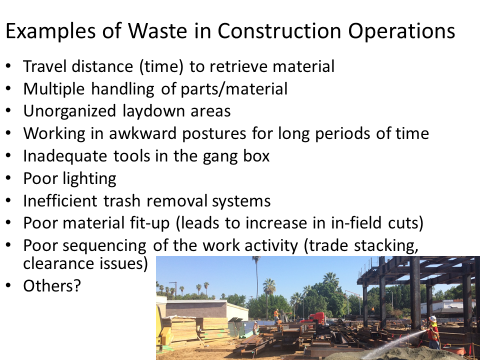 Examples of Waste in Construction Operations
• Travel distance (time) to retrieve material
• Multiple handling of parts/material
• Unorganized laydown areas
• Working in awkward postures for long periods of time
• Inadequate tools in the gang box
• Poor lighting
• Inefficient trash removal systems
• Poor material fit-up (leads to increase in in-field cuts)
• Poor sequencing of the work activity (trade stacking,
clearance issues)
• Others?